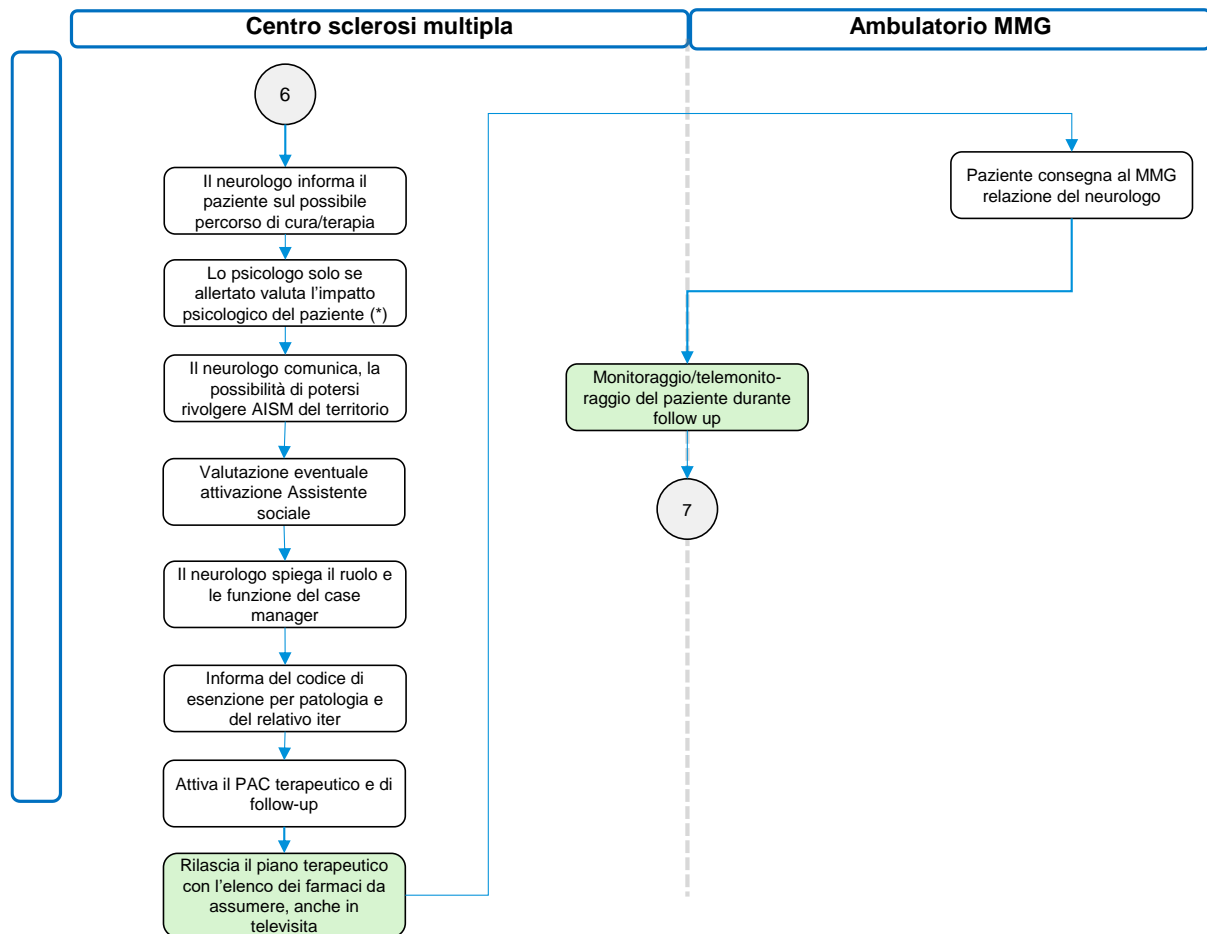 Centro sclerosi multipla
Ambulatorio MMG
6
Il neurologo informa il
paziente sul possibile
percorso di cura/terapia
Lo psicologo solo se
allertato valuta l’impatto
psicologico del paziente (*)
Il neurologo comunica, la
possibilità di potersi
rivolgere AISM del territorio
Valutazione eventuale
attivazione Assistente
sociale
Il neurologo spiega il ruolo e
le funzione del case
manager
Informa del codice di
esenzione per patologia e
del relativo iter
Attiva il PAC terapeutico e di
follow-up
Rilascia il piano terapeutico
con l’elenco dei farmaci da
assumere, anche in
televisita
Paziente consegna al MMG
relazione del neurologo
Monitoraggio/telemonito-
raggio del paziente durante
follow up
7